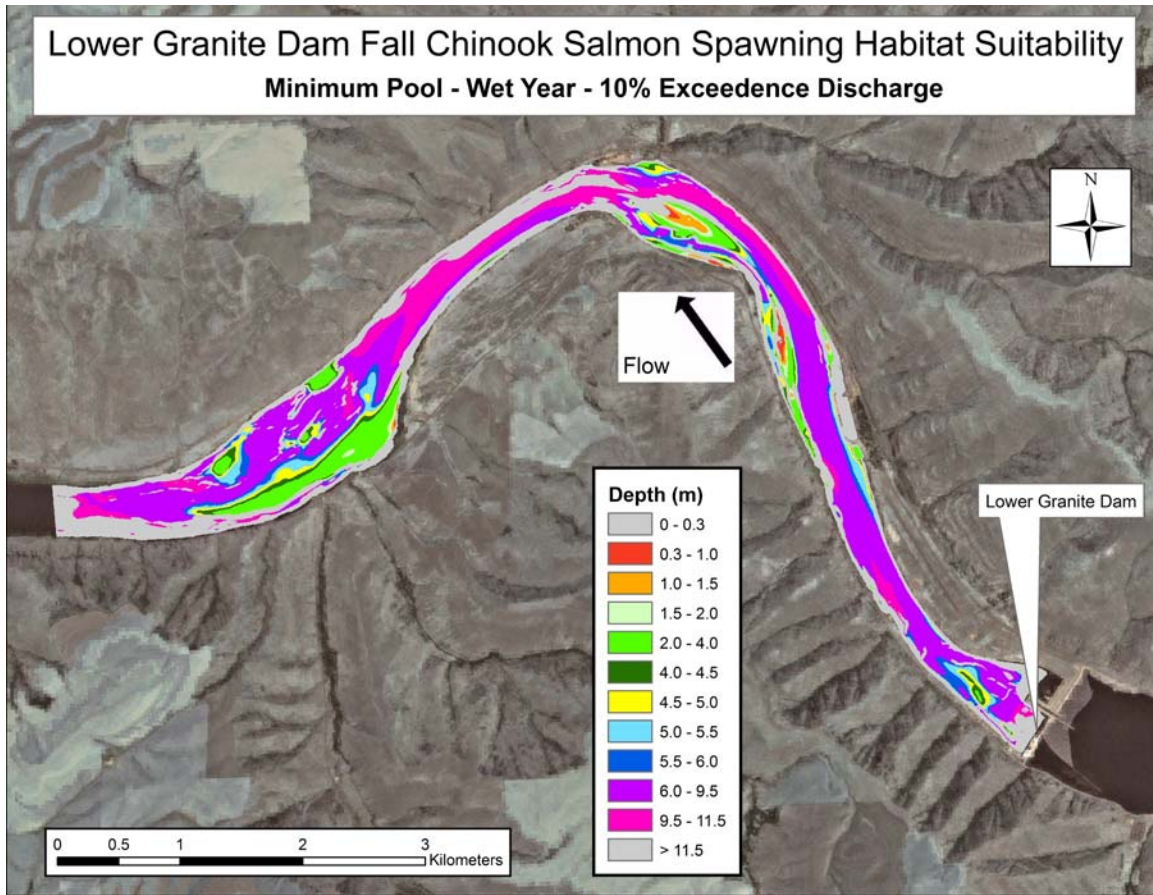 Lower Granite Dam Fall Chinook Salmon Spawning Habitat Suitability
Minimum Pool - Wet Year - 10% Exceedence Discharge
N
Flow
Lower Granite Dam
Depth (m)
0 - 0.3
0.3 - 1.0
1.0 - 1.5
1.5 - 2.0
2.0 - 4.0
4.0 - 4.5
4.5 - 5.0
5.0 - 5.5
5.5 - 6.0
6.0 - 9.5
9.5 - 11.5
> 11.5
0 0.5 1 2 3
Kilometers